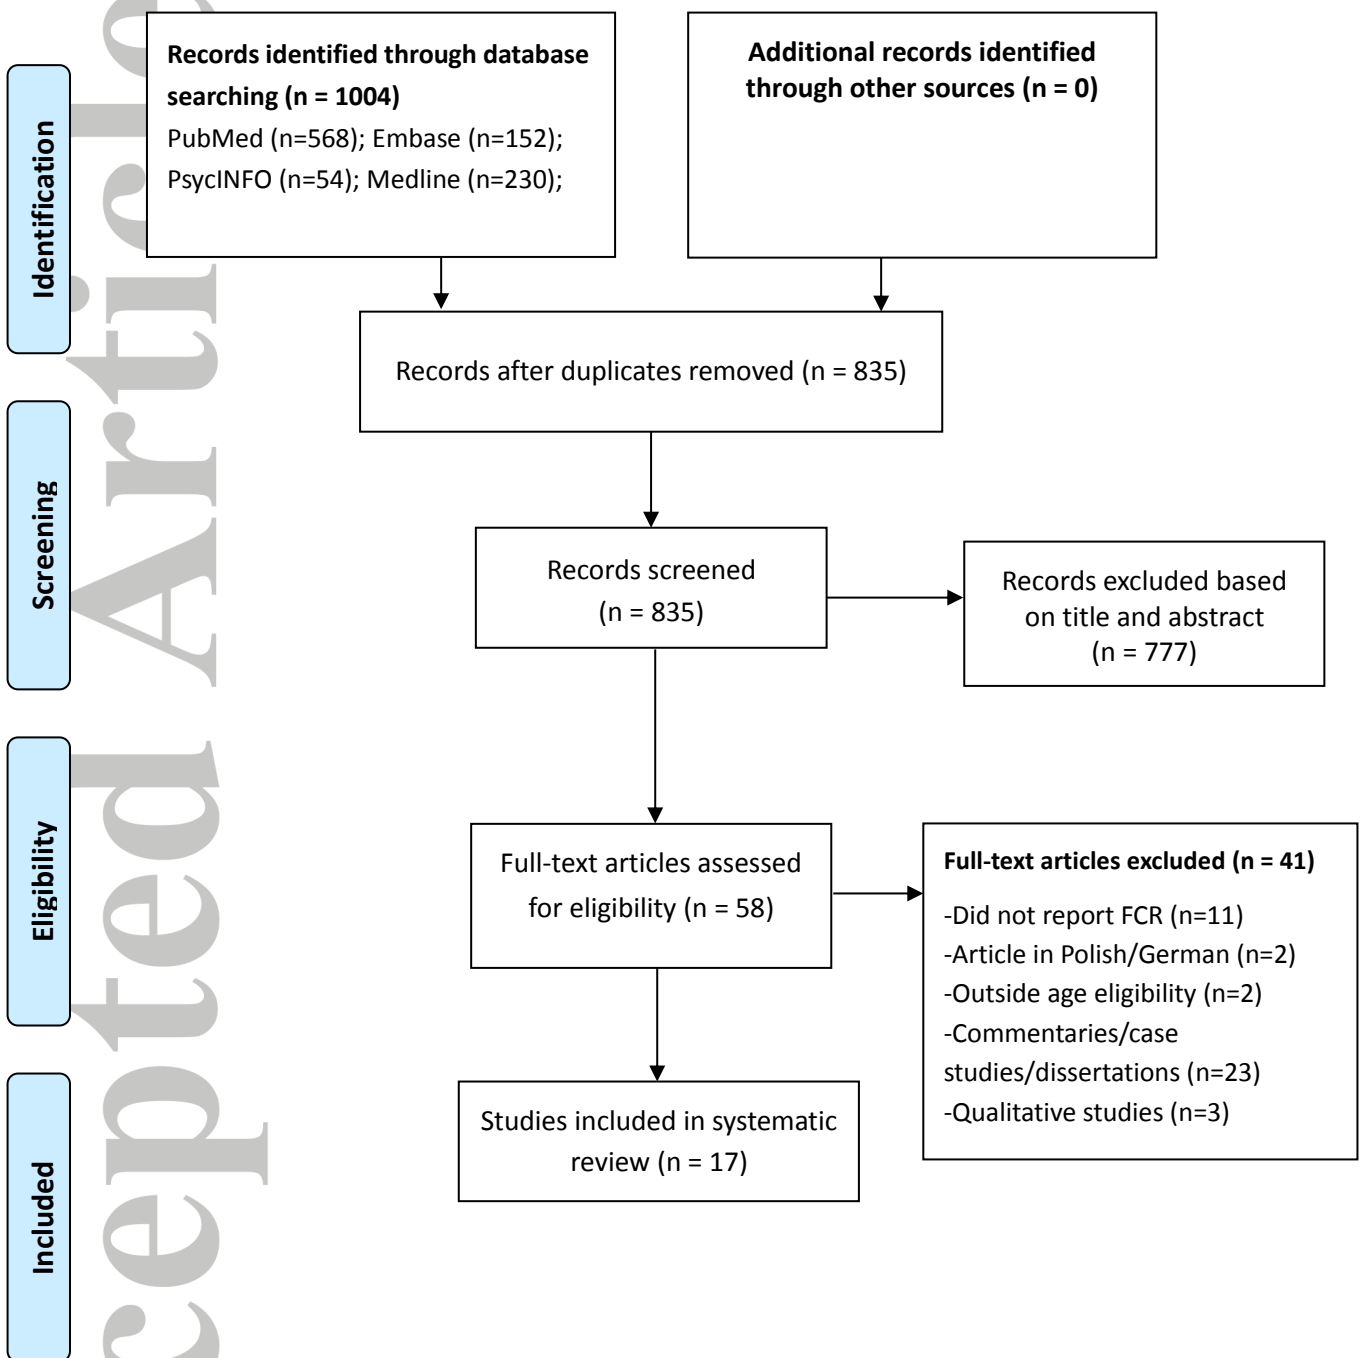 Identification
Records identified through database
searching (n = 1004)
PubMed (n=568); Embase (n=152);
PsycINFO (n=54); Medline (n=230);
Additional records identified
through other sources (n = 0)
Records after duplicates removed (n = 835)
Screening
Records screened
(n = 835)
Records excluded based
on title and abstract
(n = 777)
Eligibility
Full-text articles assessed
for eligibility (n = 58)
Full-text articles excluded (n = 41)
-Did not report FCR (n=11)
-Article in Polish/German (n=2)
-Outside age eligibility (n=2)
-Commentaries/case
studies/dissertations (n=23)
-Qualitative studies (n=3)
Included
Studies included in systematic
review (n = 17)
cepted Article